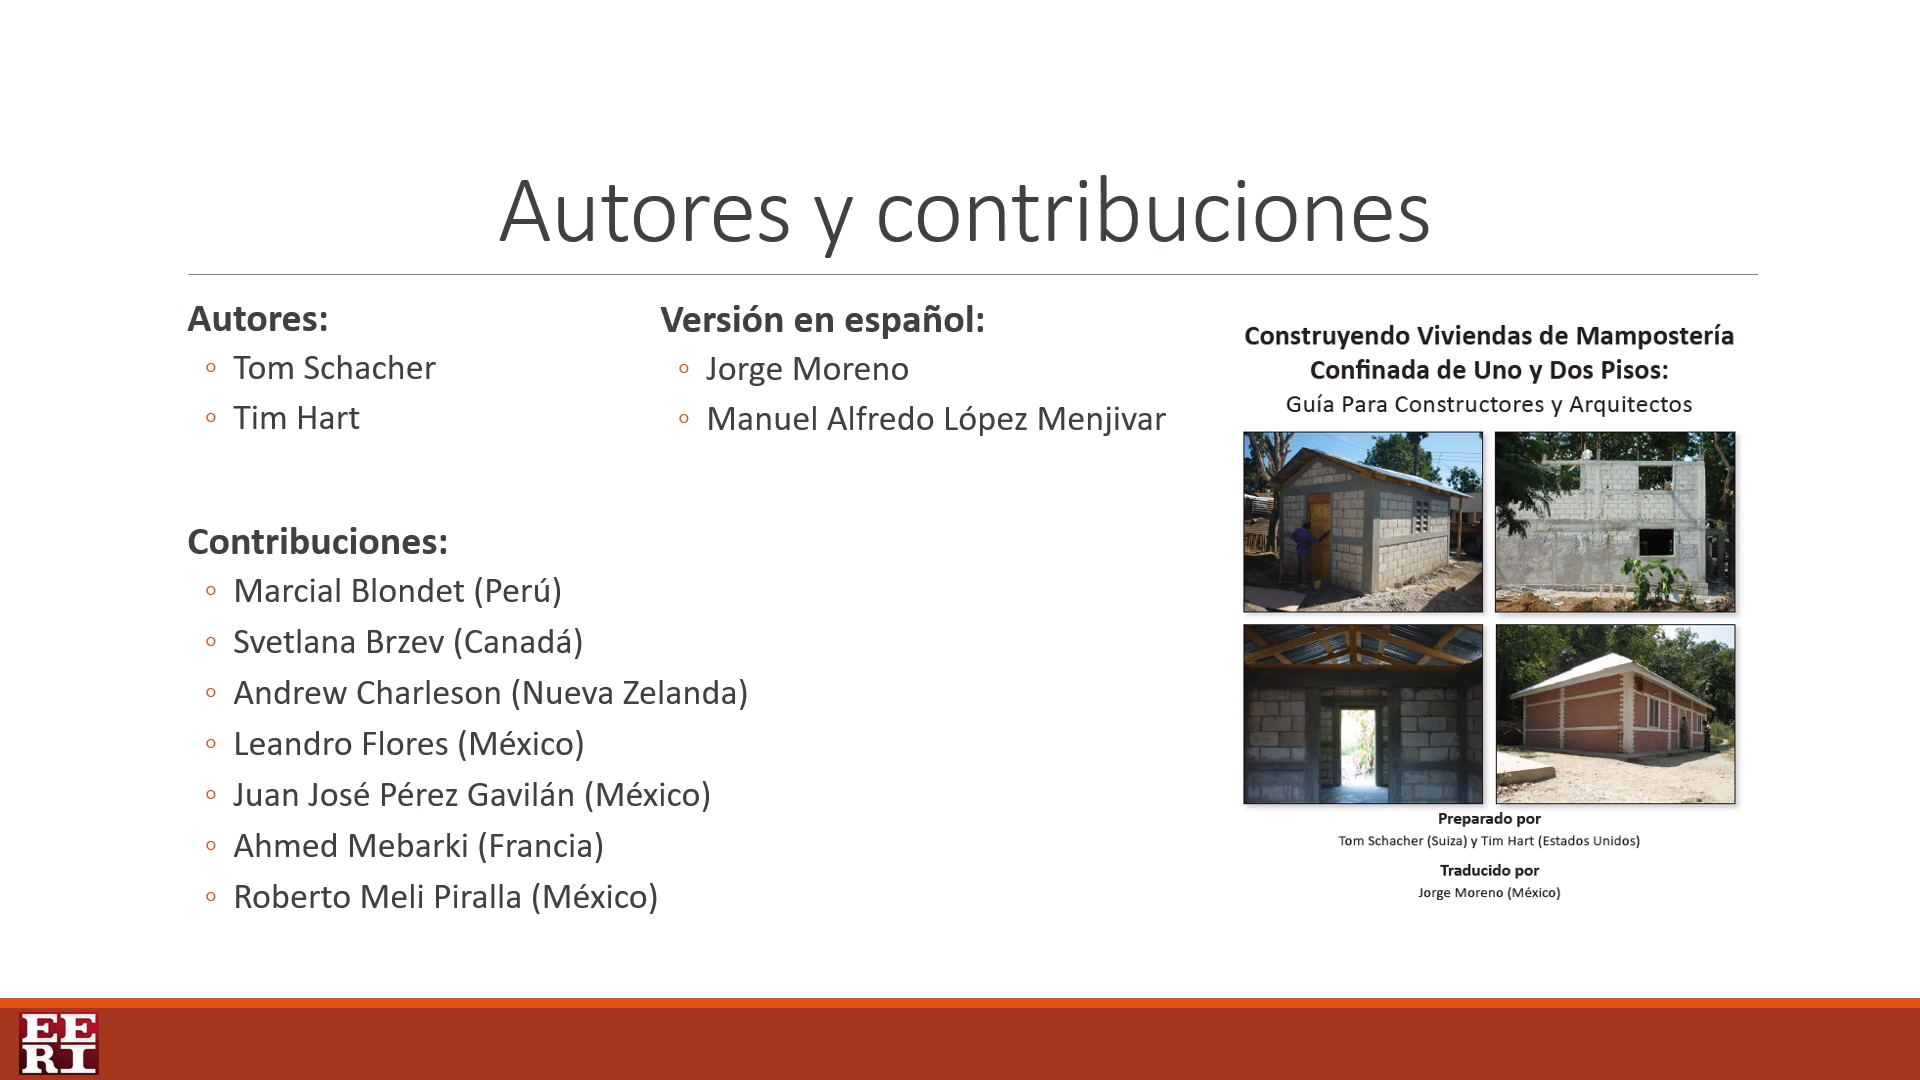 Autores y contribuciones
Autores:
Tom Schacher
Tim Hart
Versión en español:
Jorge Moreno
Manuel Alfredo López Menjivar
Contribuciones:
Marcial Blondet (Perú)
Svetlana Brzev (Canadá)
Andrew Charleson (Nueva Zelanda)
Leandro Flores (México)
Juan José Pérez Gavilán (México)
Ahmed Mebarki (Francia)
Roberto Meli Piralla (México)
Construyendo Viviendas de Mampostería
Confinada de Uno y Dos Pisos:
Guía Para Constructores y Arquitectos
Preparado por
Tom Schacher (Suiza) y Tim Hart (Estados Unidos)
Traducido por
Jorge Moreno (México)
EE
RI